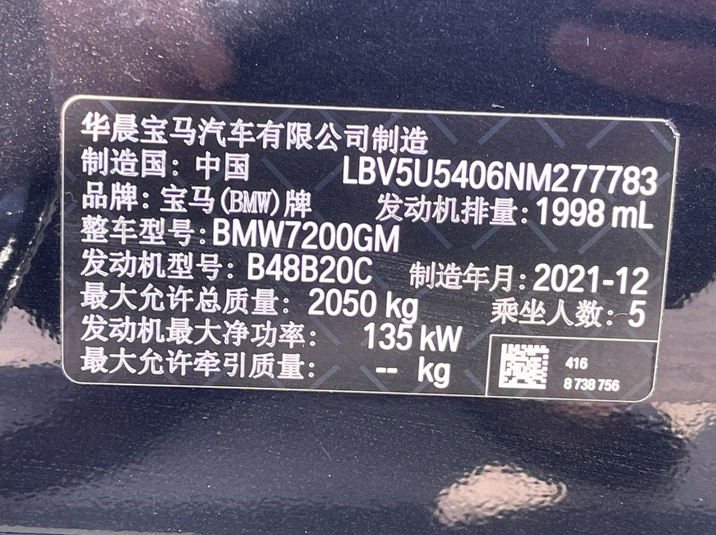 华晨宝马汽车有限公司制造
制造国: 中国 LBV5U5406NM277783
品牌: 宝马(BMW)牌 发动机排量: 1998 mL
整车型号: BMW7200GM
发动机型号: B48B20C 制造年月: 2021-12
最大允许总质量: 2050 kg 乘坐人数: 5
发动机最大净功率: 135 kW
最大允许牵引质量: -- kg
416
8 738 756